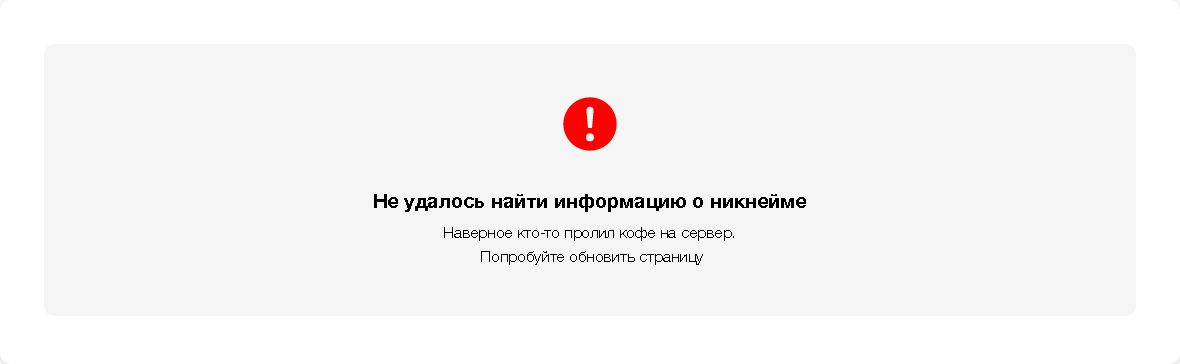 Не удалось найти информацию о никнейме
Наверное кто-то пролил кофе на сервер.
Попробуйте обновить страницу